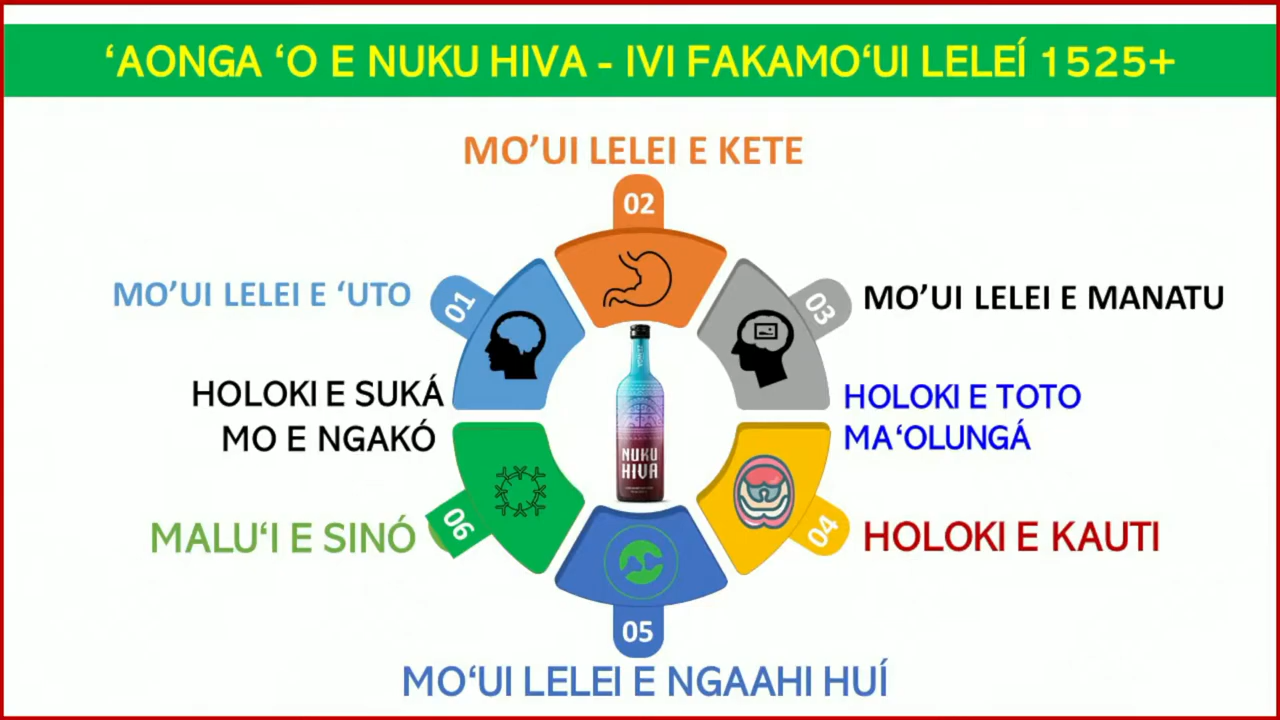 ‘AONGA ‘O E NUKU HIVA - IVI FAKAMO‘UI LELEÍ 1525+
MO’UI LELEI E KETE
02
MO’UI LELEI E ‘UTO
01
03
MO’UI LELEI E MANATU
HOLOKI E SUKÁ
MO E NGAKÓ
HOLOKI E TOTO
MA‘OLUNGÁ
NUKU
HIVA
MALU‘I E SINÓ
06
04
HOLOKI E KAUTI
05
MO‘UI LELEI E NGAAHI HUÍ